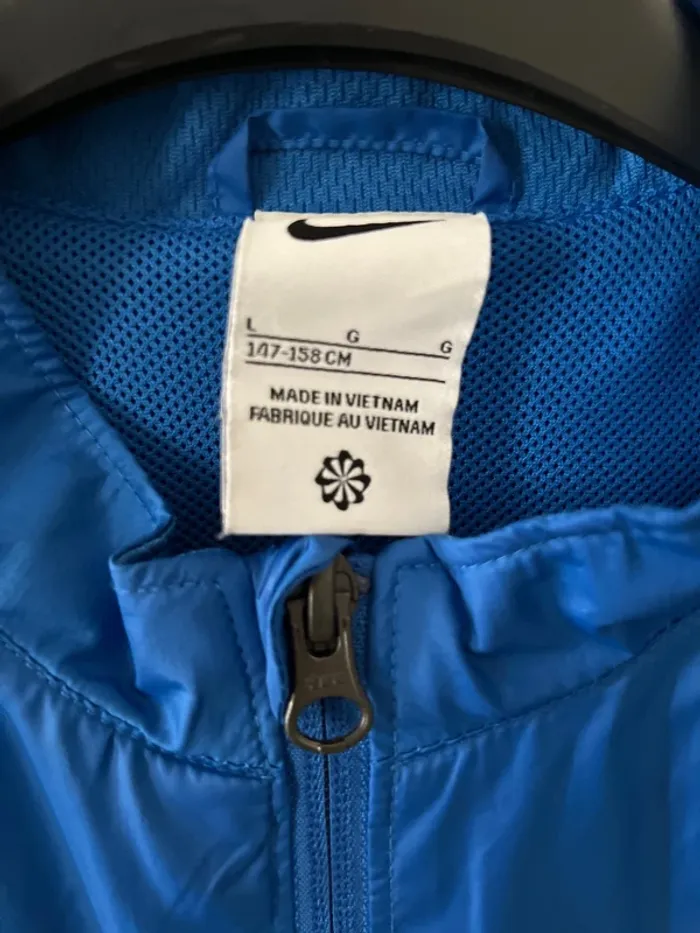 L G G
147-158 CM
MADE IN VIETNAM
FABRIQUE AU VIETNAM